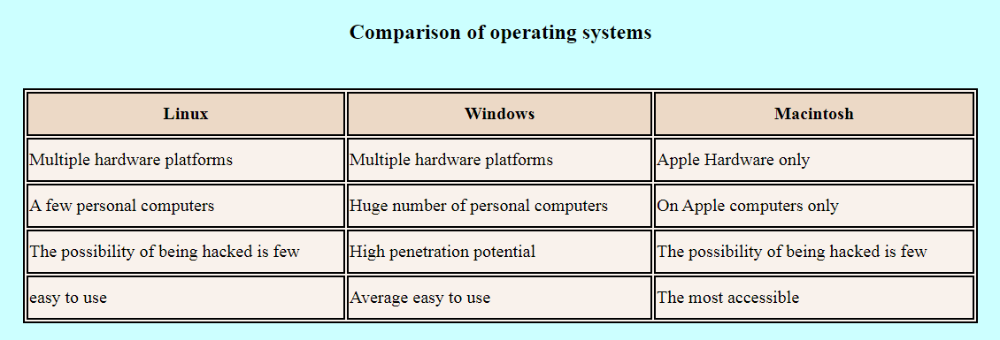 Comparison of operating systems
Linux Windows Macintosh
Multiple hardware platforms Multiple hardware platforms Apple Hardware only
A few personal computers Huge number of personal computers On Apple computers only
The possibility of being hacked is few High penetration potential The possibility of being hacked is few
easy to use Average easy to use The most accessible